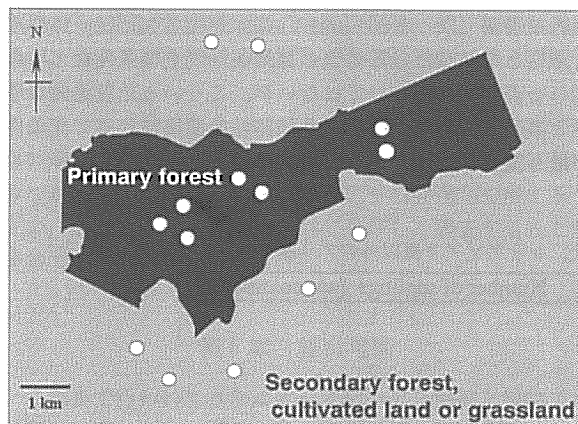 N
Primary forest
Secondary forest,
cultivated land or grassland
1 km